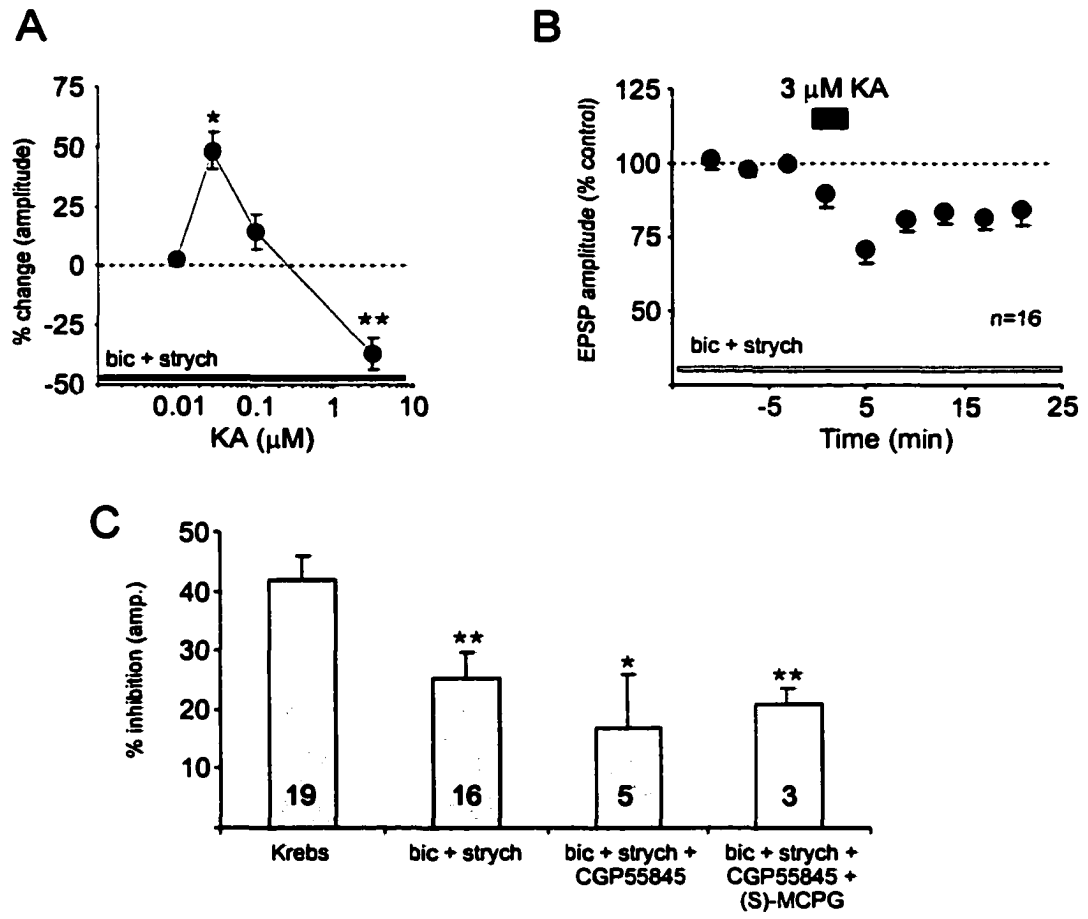 A
75
50
25
0
-25
-50
% change (amplitude)
*
**
bic + strych
0.01
0.1
1
10
KA (μM)
B
125
100
75
50
EPSP amplitude (% control)
3 μM KA
n=16
bic + strych
-5
5
15
25
Time (min)
C
50
40
30
20
10
% inhibition (amp.)
**
*
**
19
16
5
3
Krebs
bic + strych
bic + strych +
CGP55845
bic + strych +
CGP55845 +
(S)-MCPG